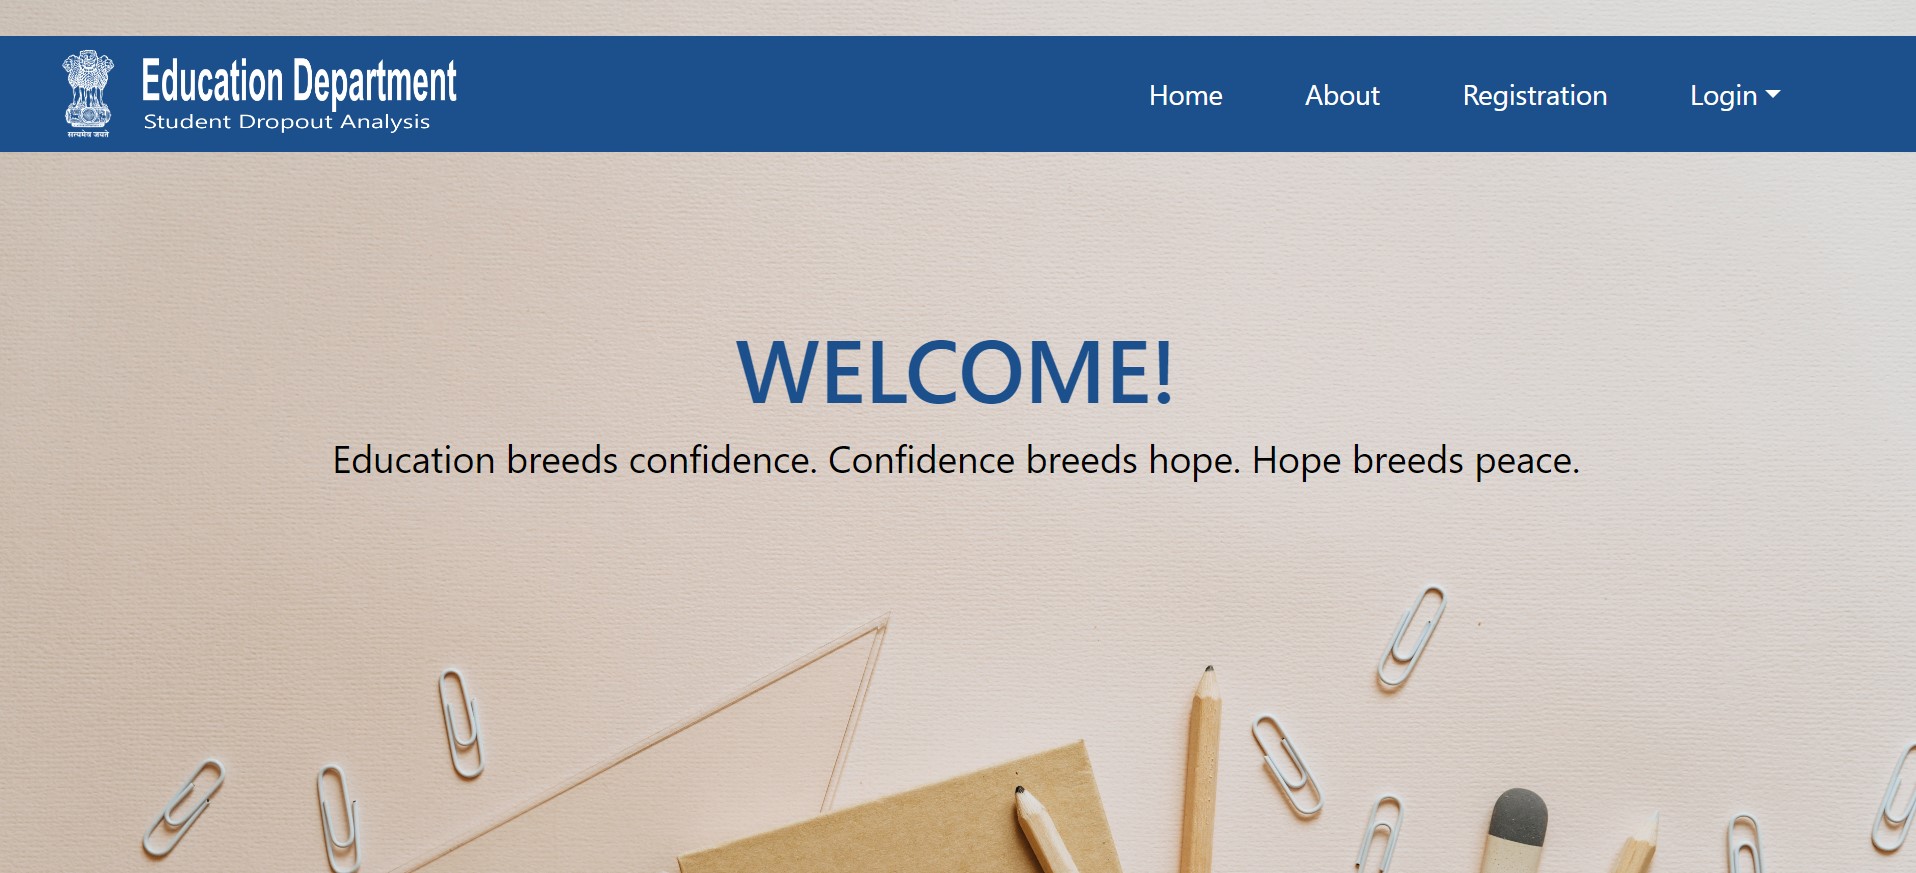 Education Department
Student Dropout Analysis
सत्यमेव जयते
Home
About
Registration
Login
WELCOME!
Education breeds confidence. Confidence breeds hope. Hope breeds peace.